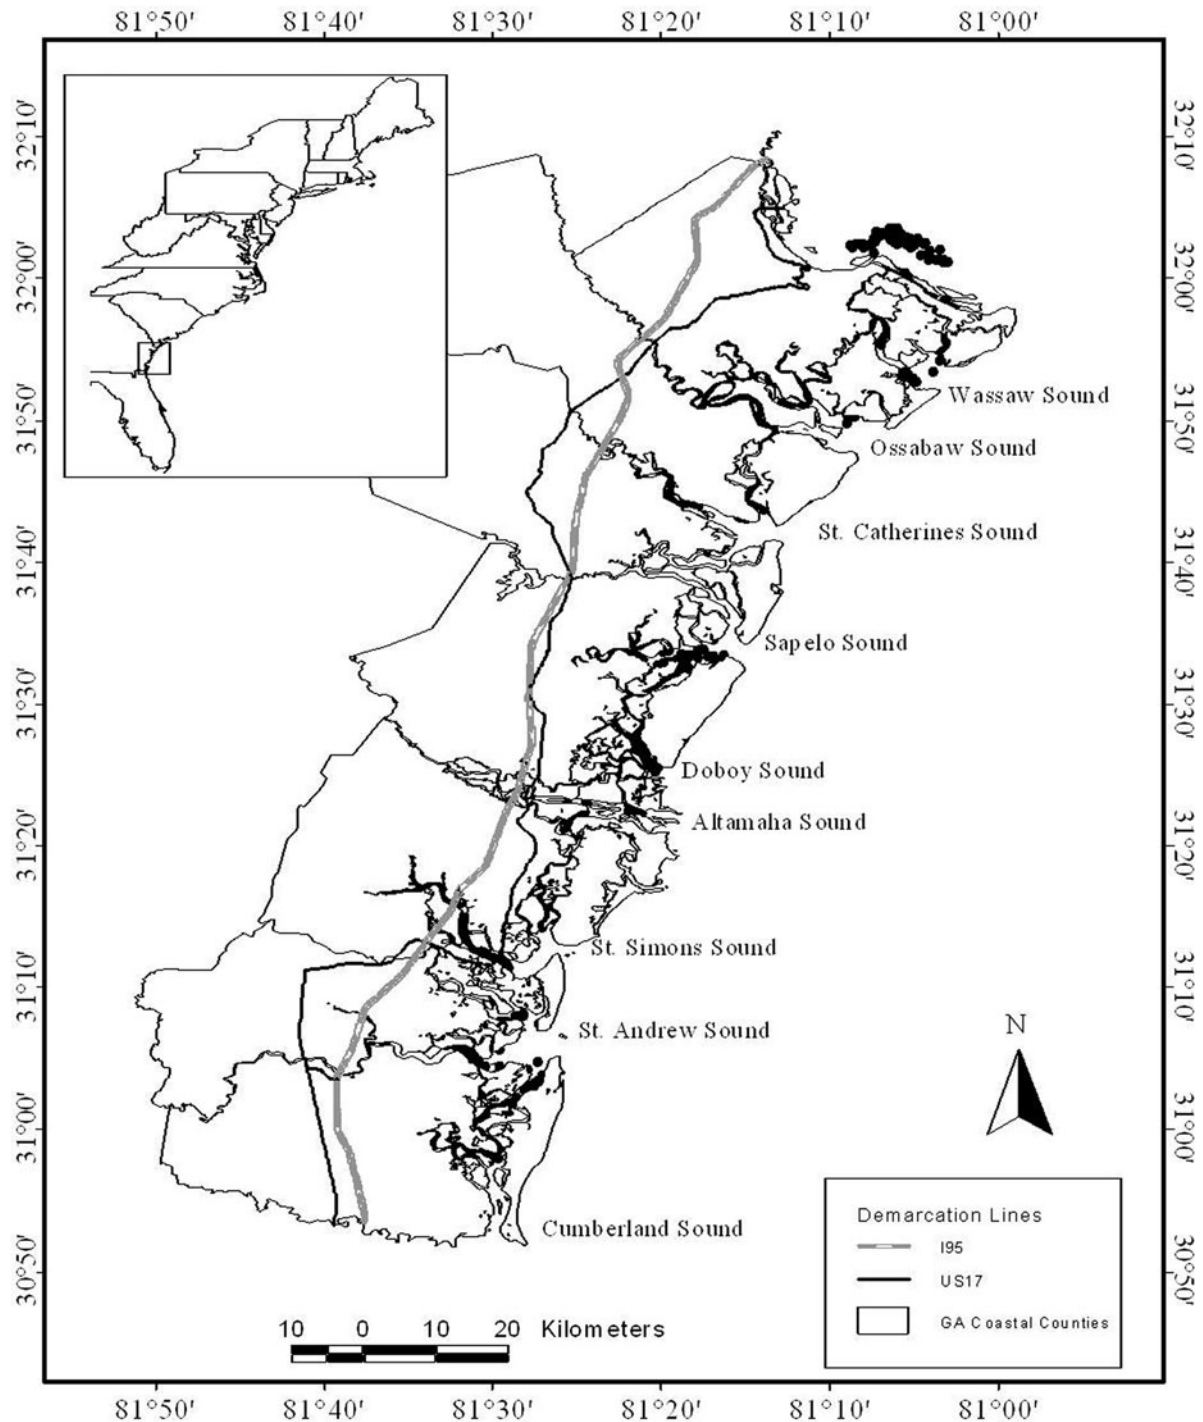 81°50' 81°40' 81°30' 81°20' 81°10' 81°00'
32°10' 32°10'
32°00' 32°00'
Wassaw Sound
31°50' 31°50'
Ossabaw Sound
St. Catherines Sound
31°40' 31°40'
Sapelo Sound
31°30' 31°30'
Doboy Sound
Altamaha Sound
31°20' 31°20'
St. Simons Sound
31°10' 31°10'
St. Andrew Sound
N
31°00' 31°00'
Cumberland Sound
Demarcation Lines
I95
US17
GA Coastal Counties
30°50' 30°50'
10 0 10 20 Kilometers
81°50' 81°40' 81°30' 81°20' 81°10' 81°00'